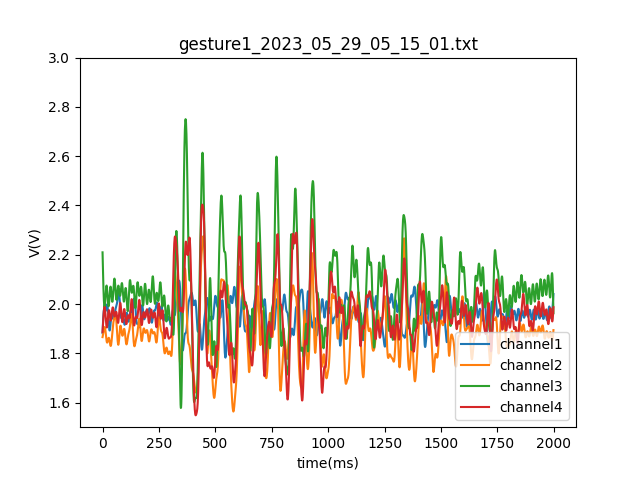 gesture1_2023_05_29_05_15_01.txt
3.0
2.8
2.6
2.4
2.2
2.0
1.8
1.6
V(V)
channel1
channel2
channel3
channel4
0 250 500 750 1000 1250 1500 1750 2000
time(ms)